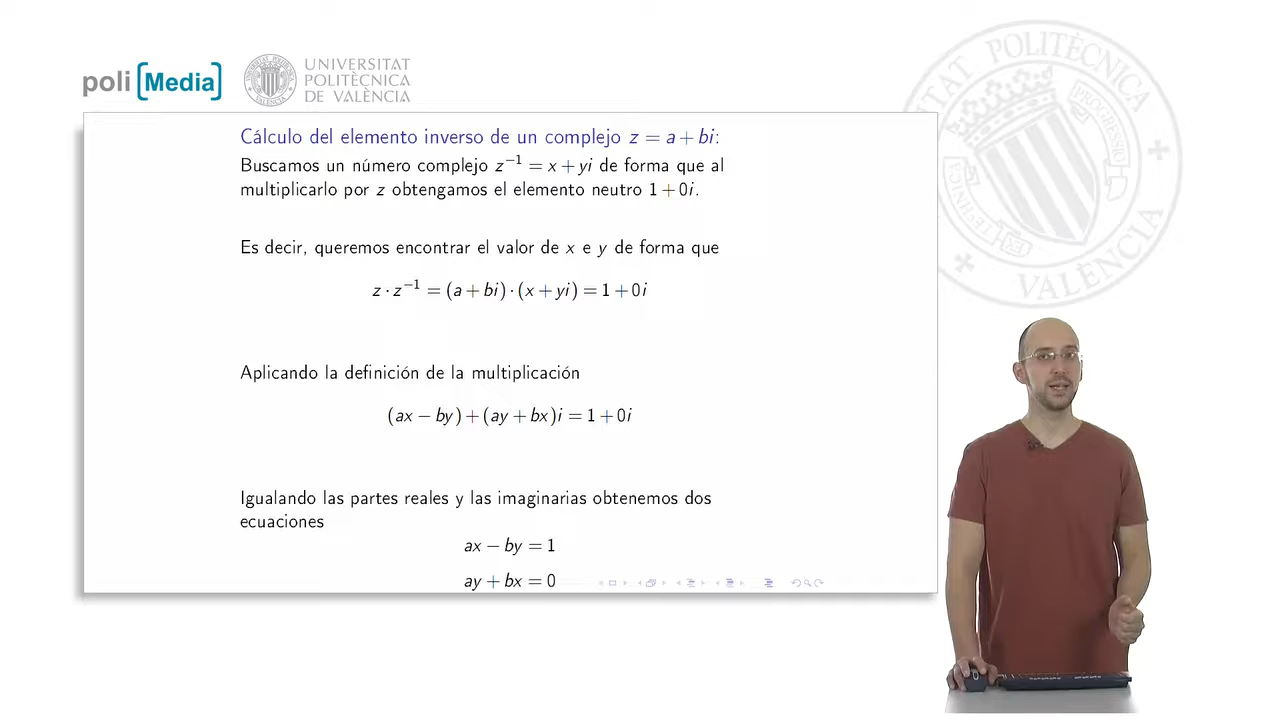 poli [Media]
UNIVERSITAT
POLITÈCNICA
DE VALÈNCIA
Cálculo del elemento inverso de un complejo z = a + bi:
Buscamos un número complejo z⁻¹ = x + yi de forma que al
multiplicarlo por z obtengamos el elemento neutro 1 + 0i.
Es decir, queremos encontrar el valor de x e y de forma que
z · z⁻¹ = (a + bi) · (x + yi) = 1 + 0i
Aplicando la definición de la multiplicación
(ax − by) + (ay + bx)i = 1 + 0i
Igualando las partes reales y las imaginarias obtenemos dos
ecuaciones
ax − by = 1
ay + bx = 0